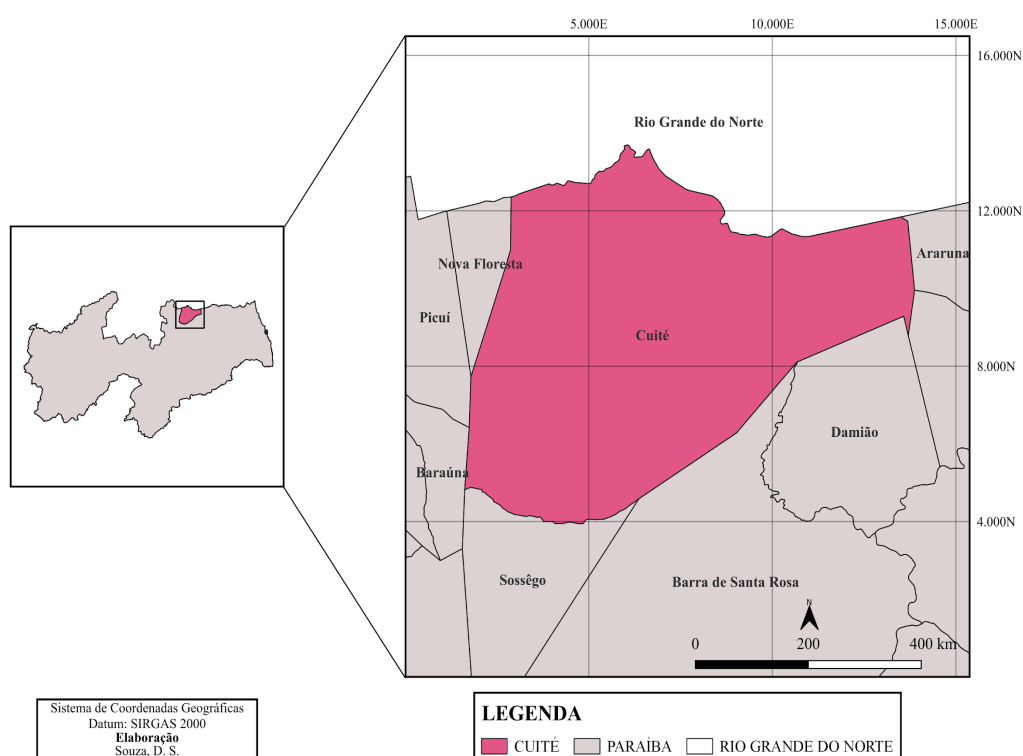 5.000E 10.000E 15.000E
16.000N
Rio Grande do Norte
12.000N
Nova Floresta
Araruna
Picuí
Cuité
8.000N
Damião
Baraúna
4.000N
Sossêgo
Barra de Santa Rosa
N
0 200 400 km
Sistema de Coordenadas Geográficas
Datum: SIRGAS 2000
Elaboração
Souza, D. S.
LEGENDA
CUITÉ PARAÍBA RIO GRANDE DO NORTE